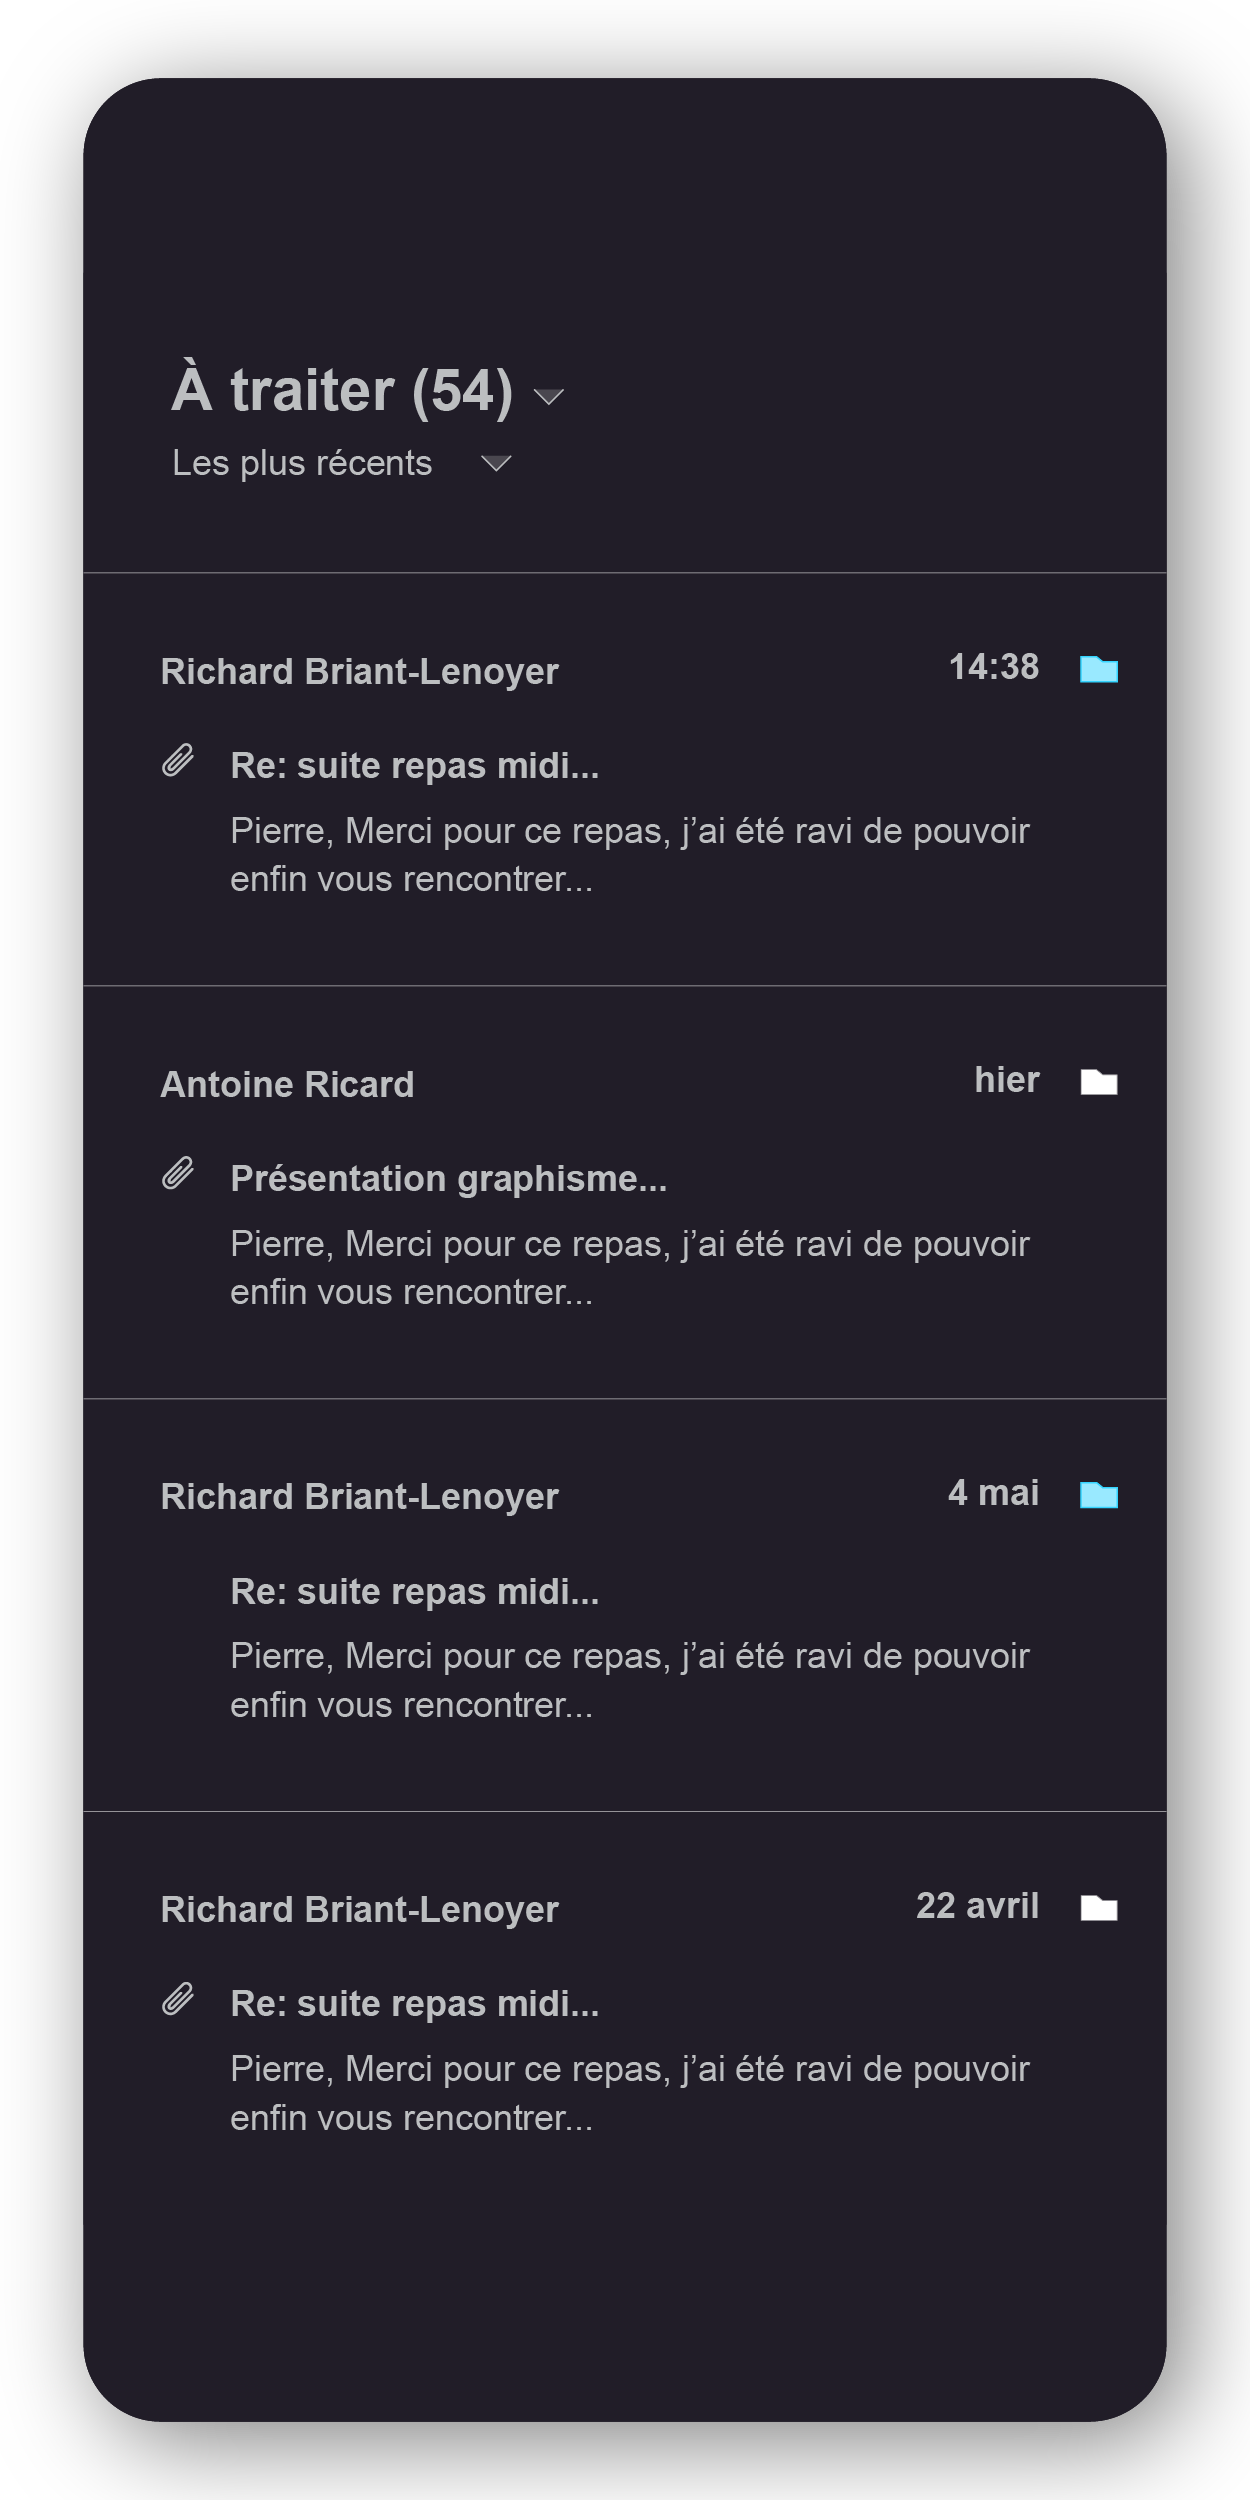 À traiter (54)
Les plus récents
Richard Briant-Lenoyer 14:38
Re: suite repas midi...
Pierre, Merci pour ce repas, j’ai été ravi de pouvoir
enfin vous rencontrer...
Antoine Ricard hier
Présentation graphisme...
Pierre, Merci pour ce repas, j’ai été ravi de pouvoir
enfin vous rencontrer...
Richard Briant-Lenoyer 4 mai
Re: suite repas midi...
Pierre, Merci pour ce repas, j’ai été ravi de pouvoir
enfin vous rencontrer...
Richard Briant-Lenoyer 22 avril
Re: suite repas midi...
Pierre, Merci pour ce repas, j’ai été ravi de pouvoir
enfin vous rencontrer...